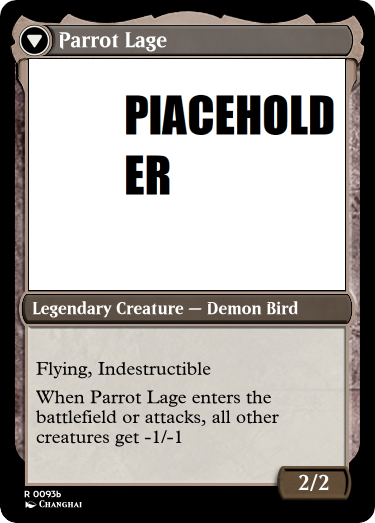 Parrot Lage
PIACEHOLD
ER
Legendary Creature — Demon Bird
Flying, Indestructible
When Parrot Lage enters the
battlefield or attacks, all other
creatures get -1/-1
2/2
R 0093b
Changhai